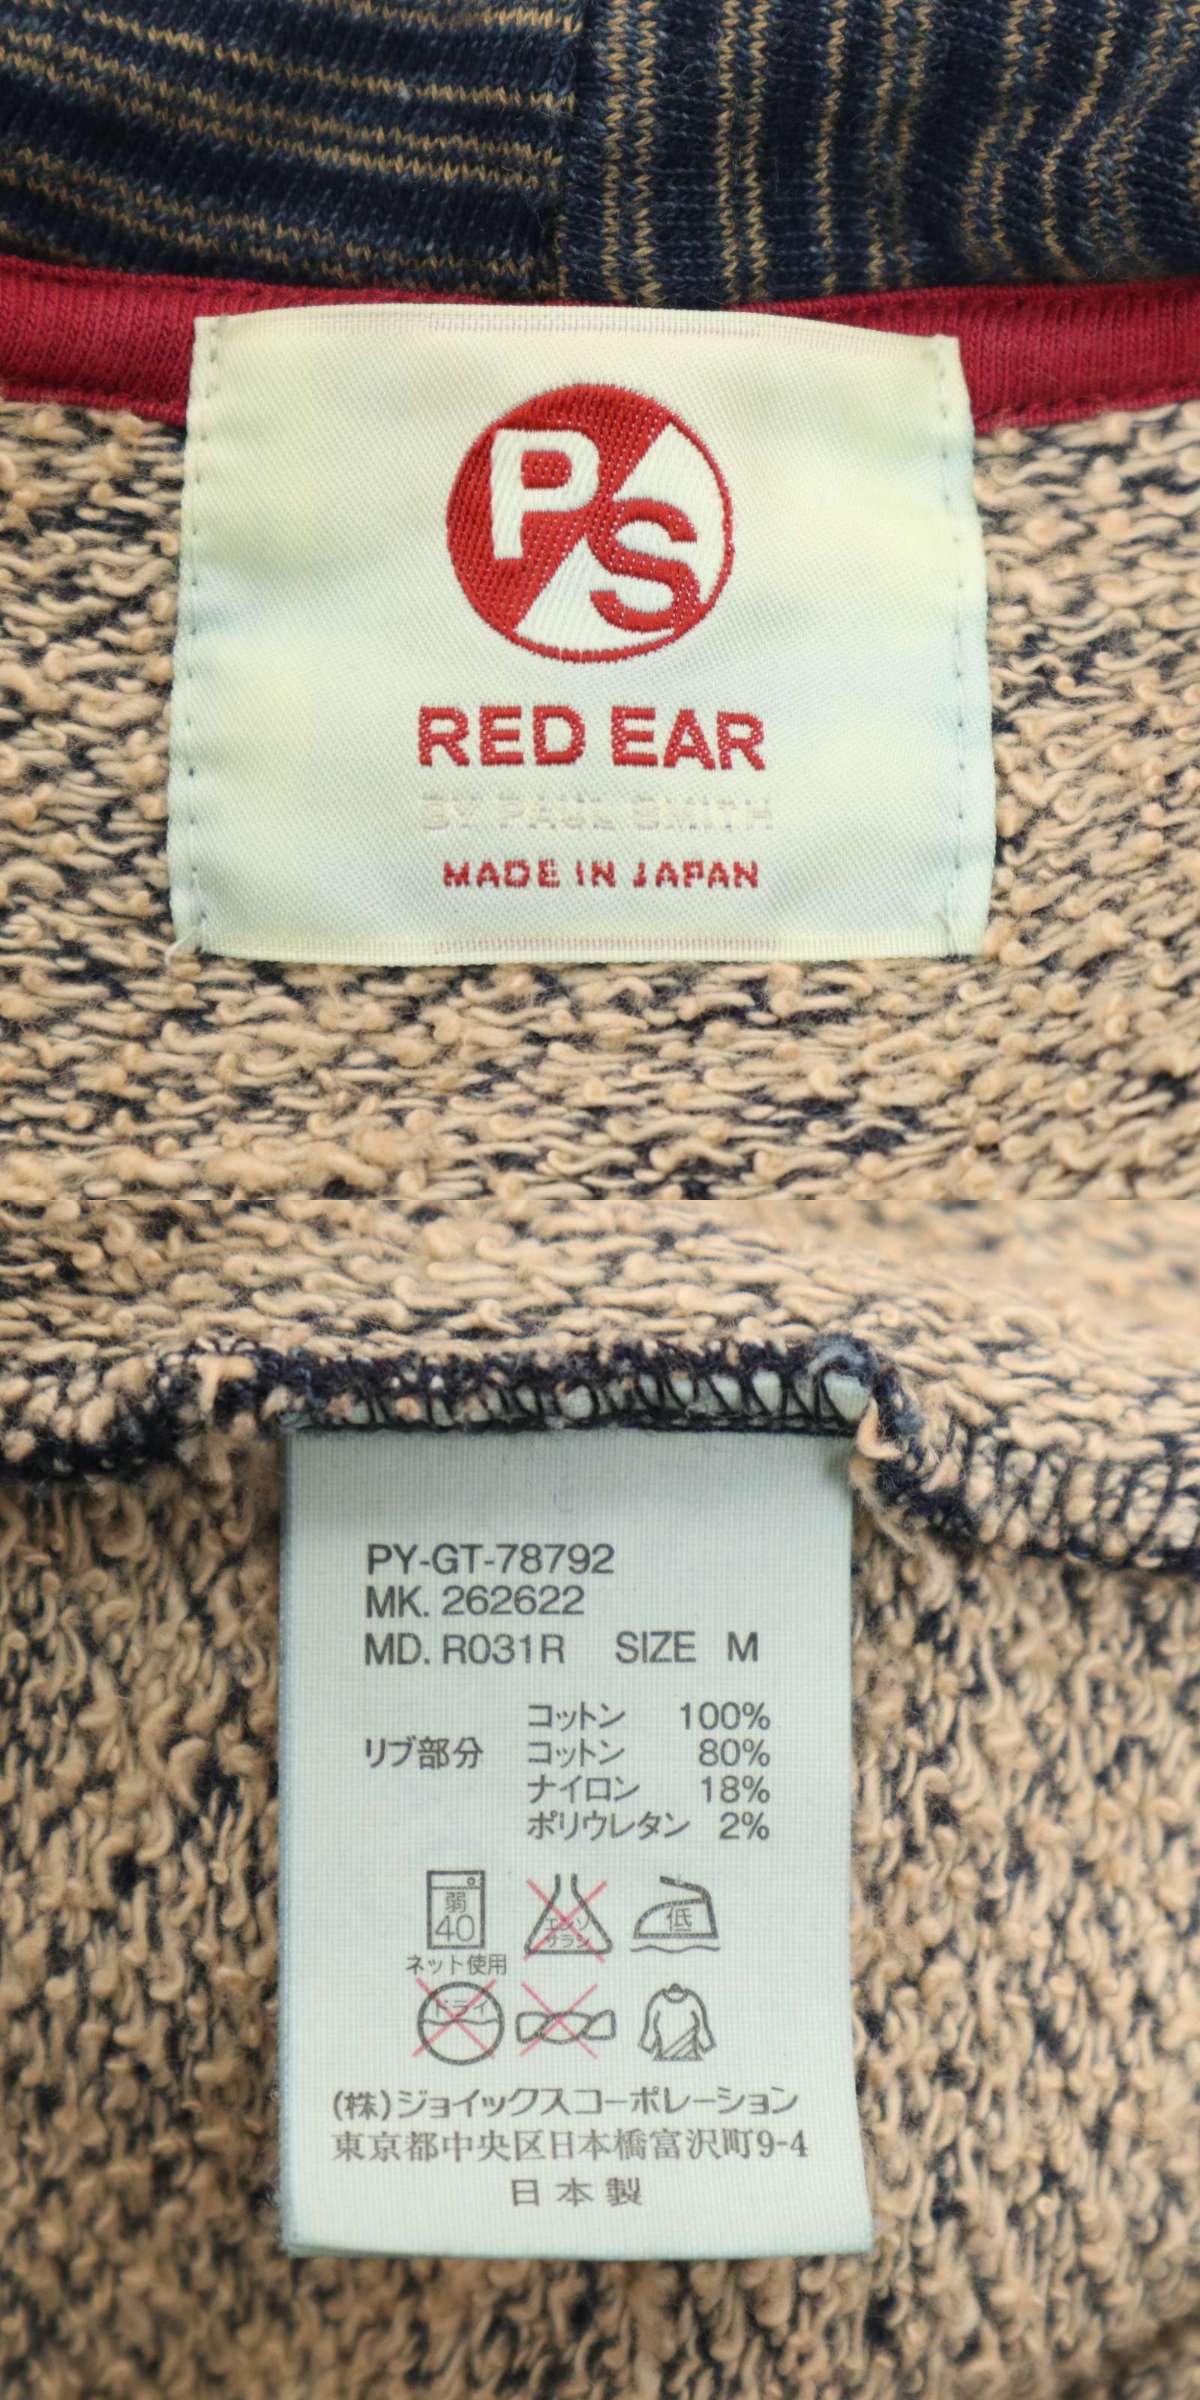 PS
RED EAR
BY PAUL SMITH
MADE IN JAPAN
PY-GT-78792
MK. 262622
MD. R031R SIZE M
コットン 100%
リブ部分 コットン 80%
ナイロン 18%
ポリウレタン 2%
弱
40
エンソ
サラシ
低
ネット使用
ドライ
(株)ジョイックスコーポレーション
東京都中央区日本橋富沢町9-4
日本製